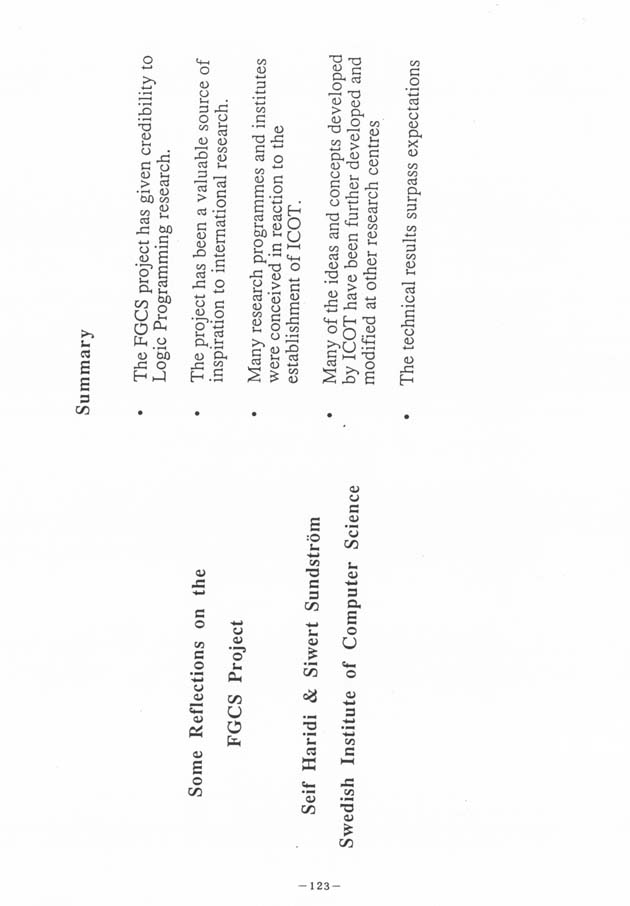 Some Reflections on the
FGCS Project
Seif Haridi & Siwert Sundström
Swedish Institute of Computer Science
Summary
• The FGCS project has given credibility to
Logic Programming research.
• The project has been a valuable source of
inspiration to international research.
• Many research programmes and institutes
were conceived in reaction to the
establishment of ICOT.
• Many of the ideas and concepts developed
by ICOT have been further developed and
modified at other research centres
• The technical results surpass expectations
—123—